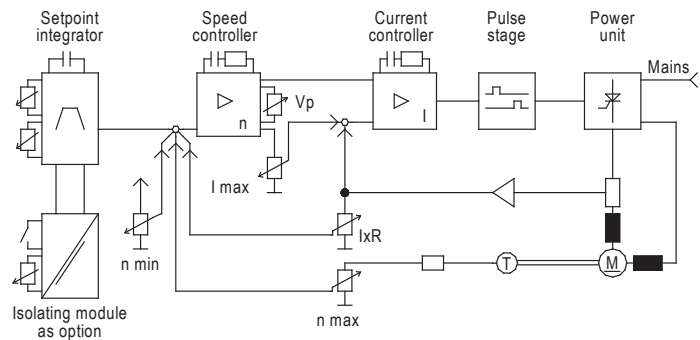 Setpoint
integrator
Speed
controller
Current
controller
Pulse
stage
Power
unit
Mains
Vp
n
I
I max
n min
IxR
T
M
n max
Isolating module
as option